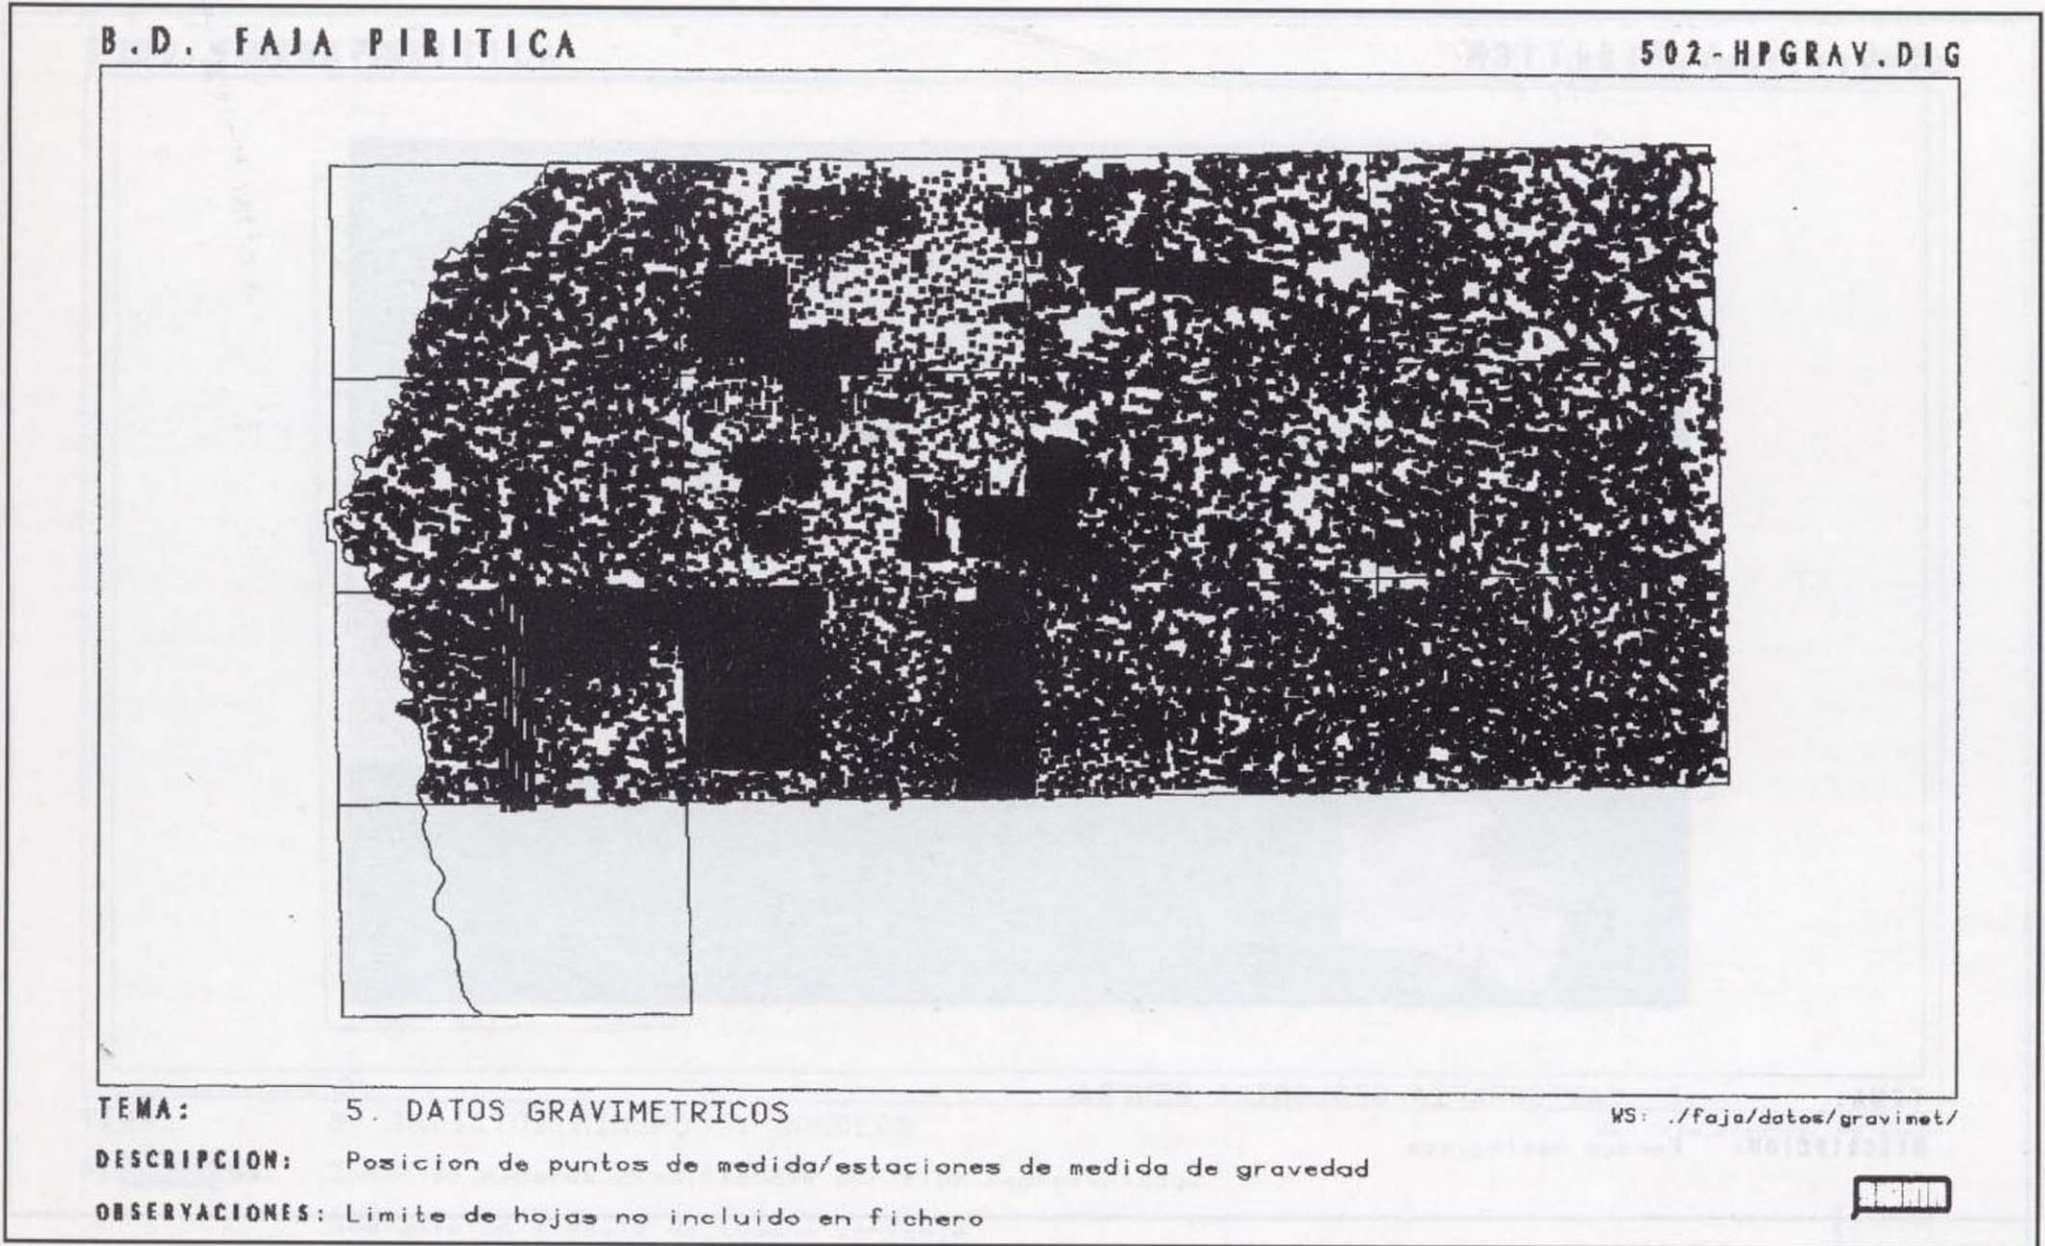 B.D. FAJA PIRITICA
502-HPGRAV.DIG
TEMA: 5. DATOS GRAVIMETRICOS
WS: ./faja/datos/gravimet/
DESCRIPCION: Posicion de puntos de medida/estaciones de medida de gravedad
OBSERVACIONES: Limite de hojas no incluido en fichero